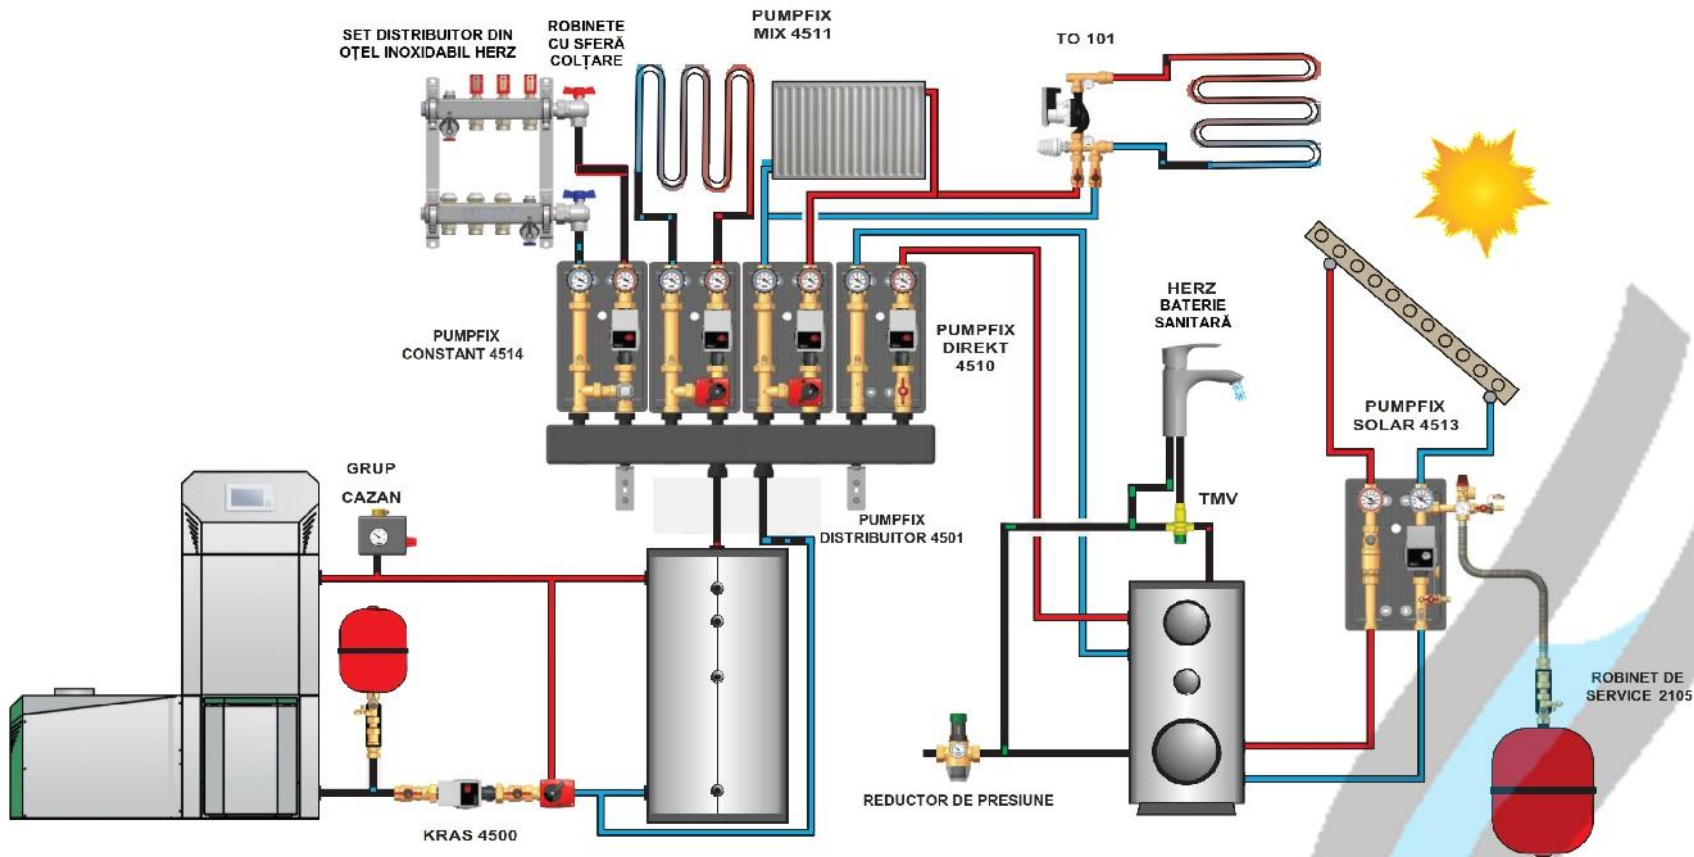 SET DISTRIBUITOR DIN
OȚEL INOXIDABIL HERZ
ROBINETE
CU SFERĂ
COLȚARE
PUMPFIX
MIX 4511
TO 101
PUMPFIX
CONSTANT 4514
PUMPFIX
DIREKT
4510
HERZ
BATERIE
SANITARĂ
PUMPFIX
SOLAR 4513
GRUP
CAZAN
PUMPFIX
DISTRIBUITOR 4501
TMV
ROBINET DE
SERVICE 2105
REDUCTOR DE PRESIUNE
KRAS 4500